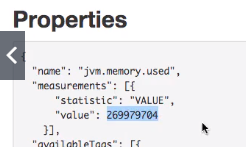 Properties
{
"name": "jvm.memory.used",
"measurements": [{
"statistic": "VALUE",
"value": 269979704
}],
"availableTags": [{